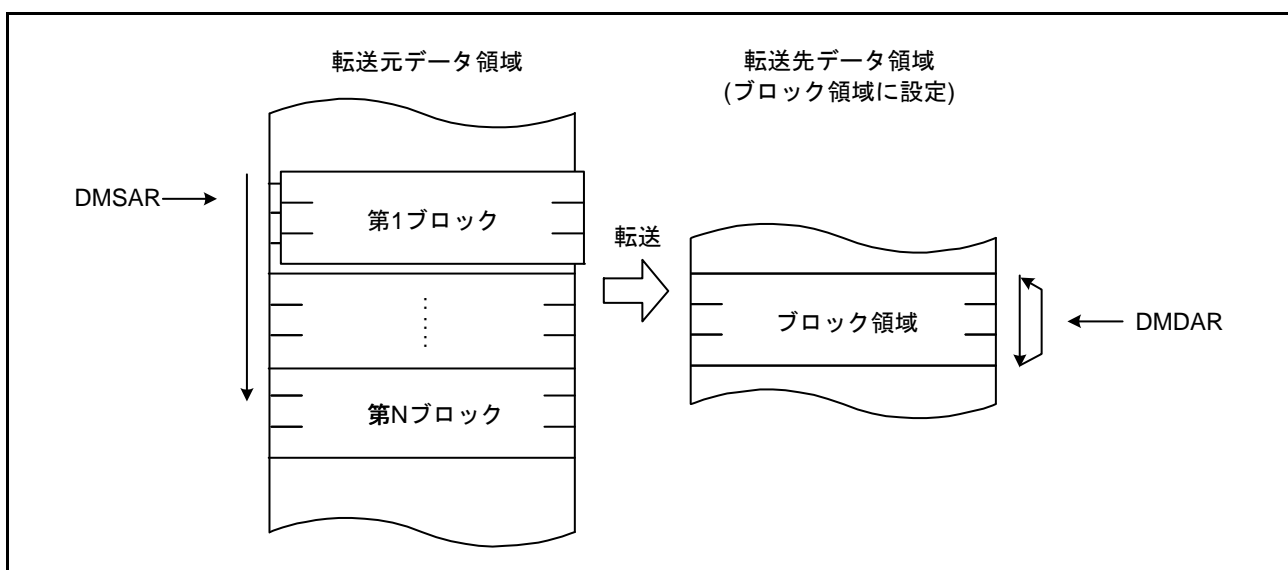 転送元データ領域
転送先データ領域
(ブロック領域に設定)
DMSAR
第1ブロック
転送
ブロック領域
DMDAR
第Nブロック